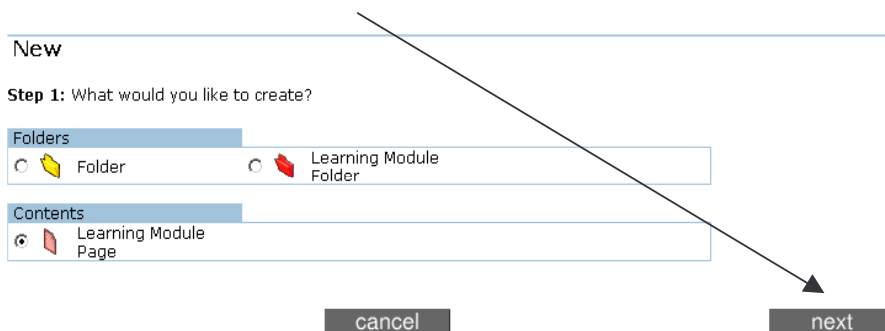 New
Step 1: What would you like to create?
Folders
Folder
Learning Module
Folder
Contents
Learning Module
Page
cancel
next